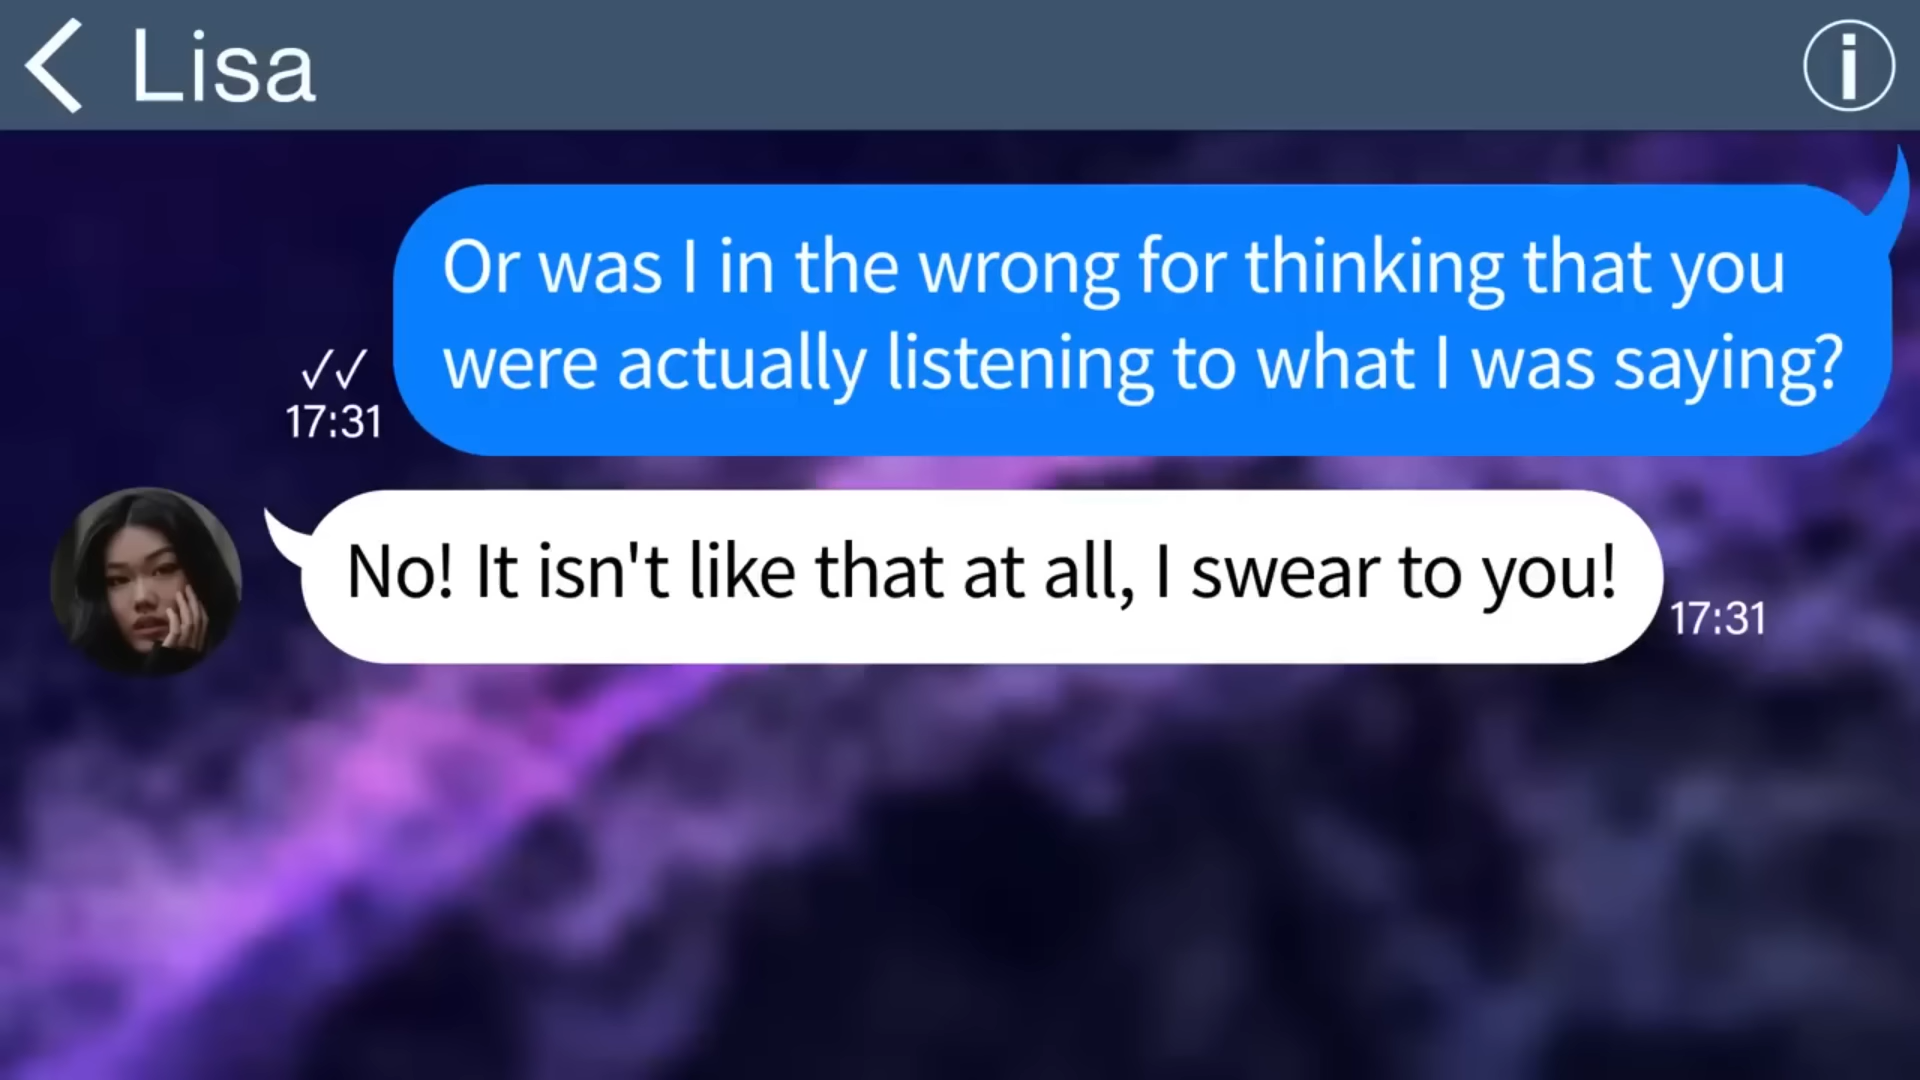 Lisa
Or was I in the wrong for thinking that you
were actually listening to what I was saying?
17:31
No! It isn't like that at all, I swear to you!
17:31